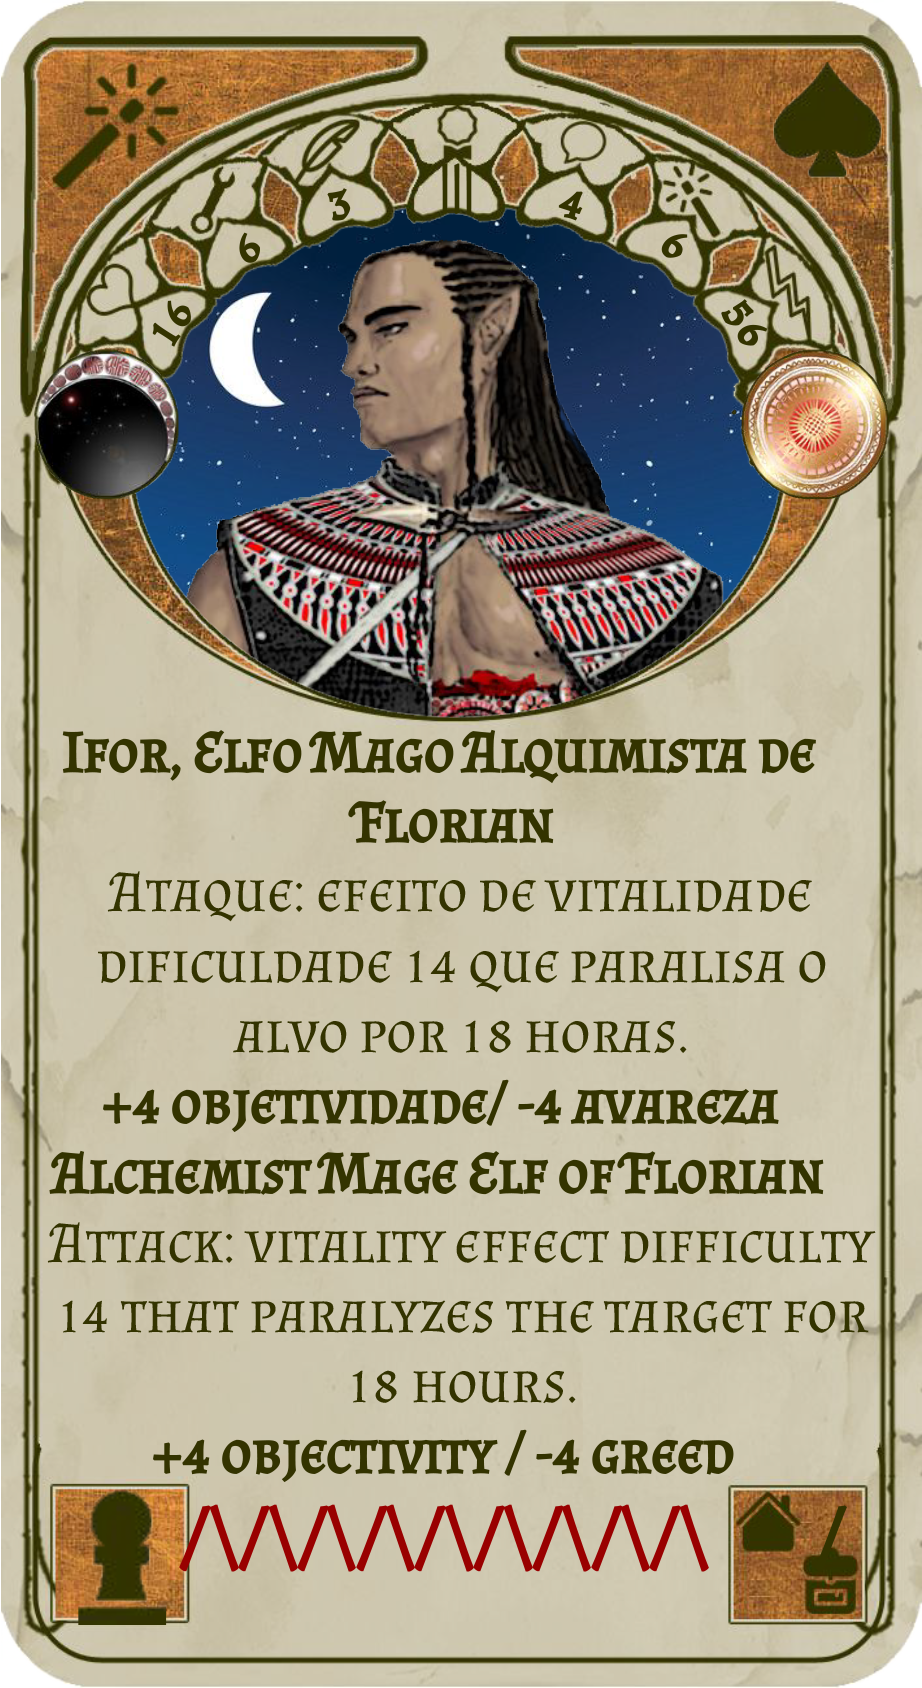 3
4
6
6
16
56
Ifor, Elfo Mago Alquimista de
Florian
Ataque: efeito de vitalidade
dificuldade 14 que paralisa o
alvo por 18 horas.
+4 objetividade/ -4 avareza
Alchemist Mage Elf of Florian
Attack: vitality effect difficulty
14 that paralyzes the target for
18 hours.
+4 objectivity / -4 greed